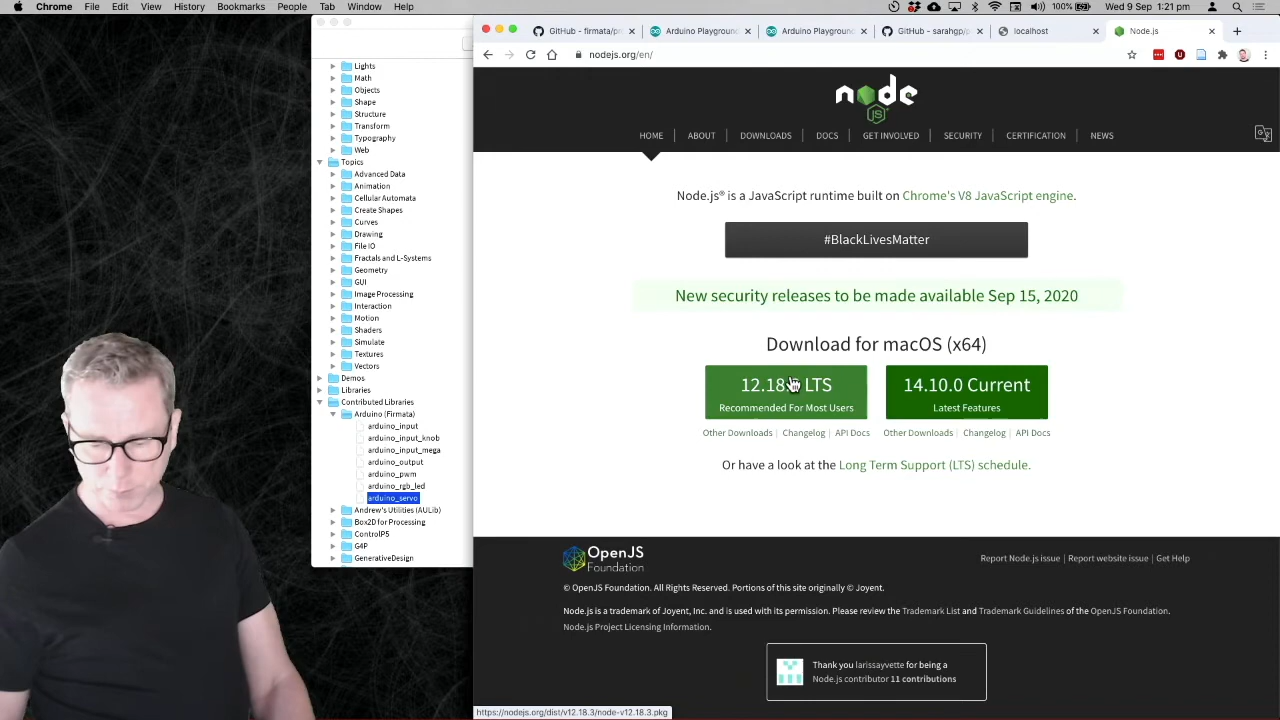 Chrome File Edit View History Bookmarks People Tab Window Help
100% Wed 9 Sep 1:21 pm
GitHub - firmata/pr
Arduino Playground
Arduino Playground
GitHub - sarahgp/p
localhost
Node.js
nodejs.org/en/
Lights
Math
Objects
Shape
Structure
Transform
Typography
Web
Topics
Advanced Data
Animation
Cellular Automata
Create Shapes
Curves
Drawing
File IO
Fractals and L-Systems
Geometry
GUI
Image Processing
Interaction
Motion
Shaders
Simulate
Textures
Vectors
Demos
Libraries
Contributed Libraries
Arduino (Firmata)
arduino_input
arduino_input_knob
arduino_input_mega
arduino_output
arduino_pwm
arduino_rgb_led
arduino_servo
Andrew's Utilities (AULib)
Box2D for Processing
ControlP5
G4P
GenerativeDesign
node
JS
HOME | ABOUT | DOWNLOADS | DOCS | GET INVOLVED | SECURITY | CERTIFICATION | NEWS
Node.js® is a JavaScript runtime built on Chrome's V8 JavaScript engine.
#BlackLivesMatter
New security releases to be made available Sep 15, 2020
Download for macOS (x64)
12.18 LTS
Recommended For Most Users
Other Downloads | Changelog | API Docs
14.10.0 Current
Latest Features
Other Downloads | Changelog | API Docs
Or have a look at the Long Term Support (LTS) schedule.
OpenJS
Foundation
Report Node.js issue | Report website issue | Get Help
© OpenJS Foundation. All Rights Reserved. Portions of this site originally © Joyent.
Node.js is a trademark of Joyent, Inc. and is used with its permission. Please review the Trademark List and Trademark Guidelines of the OpenJS Foundation.
Node.js Project Licensing Information.
Thank you larissayvette for being a
Node.js contributor 11 contributions
https://nodejs.org/dist/v12.18.3/node-v12.18.3.pkg